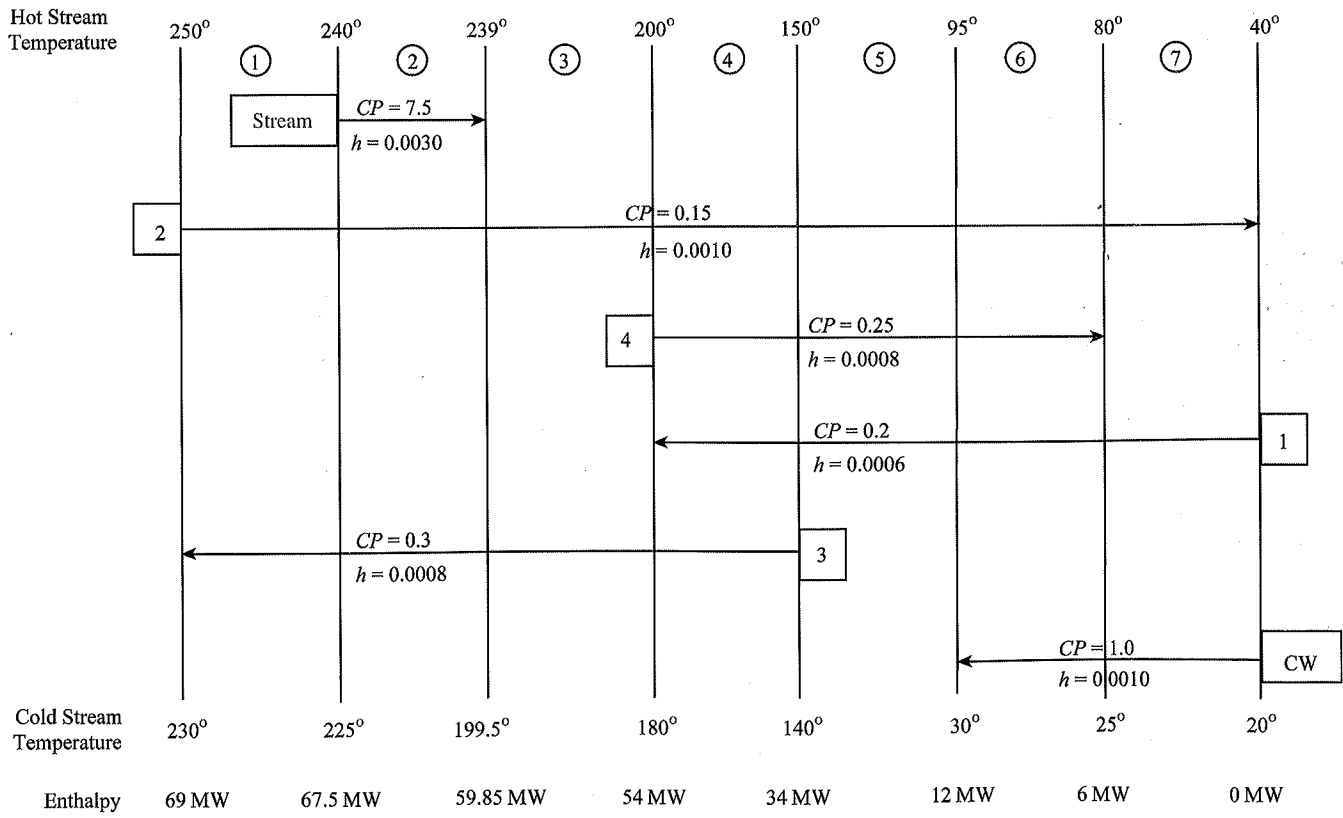 Hot Stream
Temperature
250° 240° 239° 200° 150° 95° 80° 40°
① ② ③ ④ ⑤ ⑥ ⑦
Stream
CP = 7.5
h = 0.0030
2
CP = 0.15
h = 0.0010
4
CP = 0.25
h = 0.0008
CP = 0.2
h = 0.0006
1
CP = 0.3
h = 0.0008
3
CP = 1.0
h = 0.0010
CW
Cold Stream
Temperature
230° 225° 199.5° 180° 140° 30° 25° 20°
Enthalpy 69 MW 67.5 MW 59.85 MW 54 MW 34 MW 12 MW 6 MW 0 MW